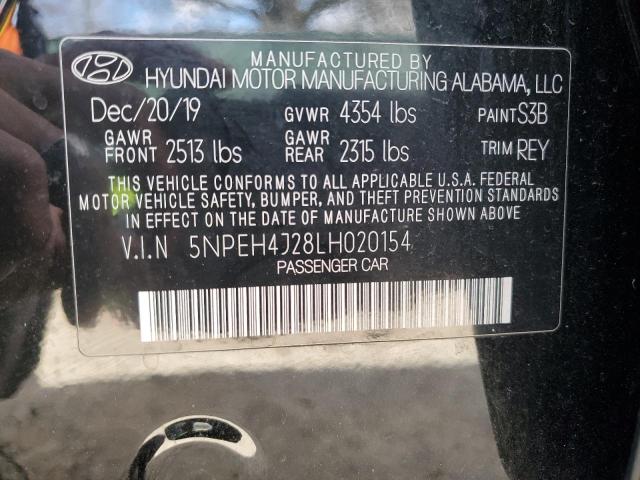 MANUFACTURED BY
HYUNDAI MOTOR MANUFACTURING ALABAMA, LLC
Dec/20/19 GVWR 4354 lbs PAINT S3B
GAWR FRONT 2513 lbs GAWR REAR 2315 lbs TRIM REY
THIS VEHICLE CONFORMS TO ALL APPLICABLE U.S.A. FEDERAL
MOTOR VEHICLE SAFETY, BUMPER, AND THEFT PREVENTION STANDARDS
IN EFFECT ON THE DATE OF MANUFACTURE SHOWN ABOVE.
V.I.N 5NPEH4J28LH020154
PASSENGER CAR